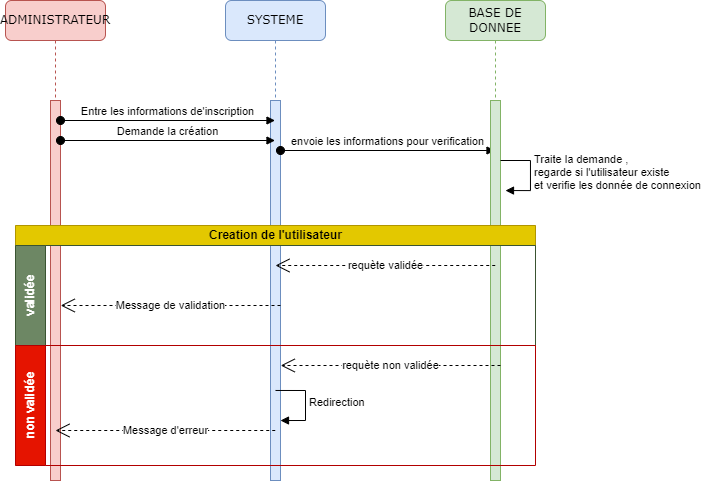 ADMINISTRATEUR
SYSTEME
BASE DE
DONNEE
Entre les informations de'inscription
Demande la création
envoie les informations pour verification
Traite la demande ,
regarde si l'utilisateur existe
et verifie les donnée de connexion
Creation de l'utilisateur
validée
requète validée
Message de validation
non validée
requète non validée
Redirection
Message d'erreur